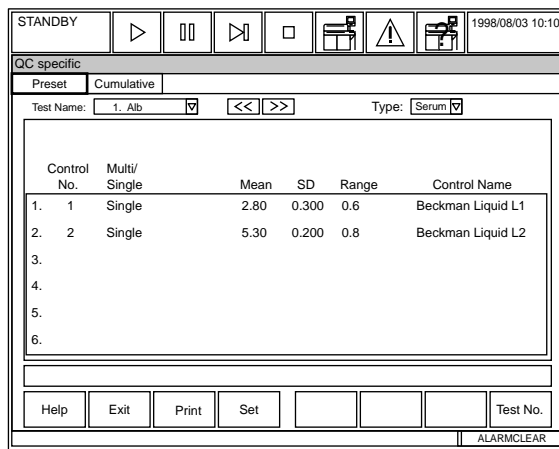 STANDBY 1998/08/03 10:10
QC specific
Preset Cumulative
Test Name: 1. Alb << >> Type: Serum
Control Multi/
No. Single Mean SD Range Control Name
1. 1 Single 2.80 0.300 0.6 Beckman Liquid L1
2. 2 Single 5.30 0.200 0.8 Beckman Liquid L2
3.
4.
5.
6.
Help Exit Print Set Test No.
ALARMCLEAR